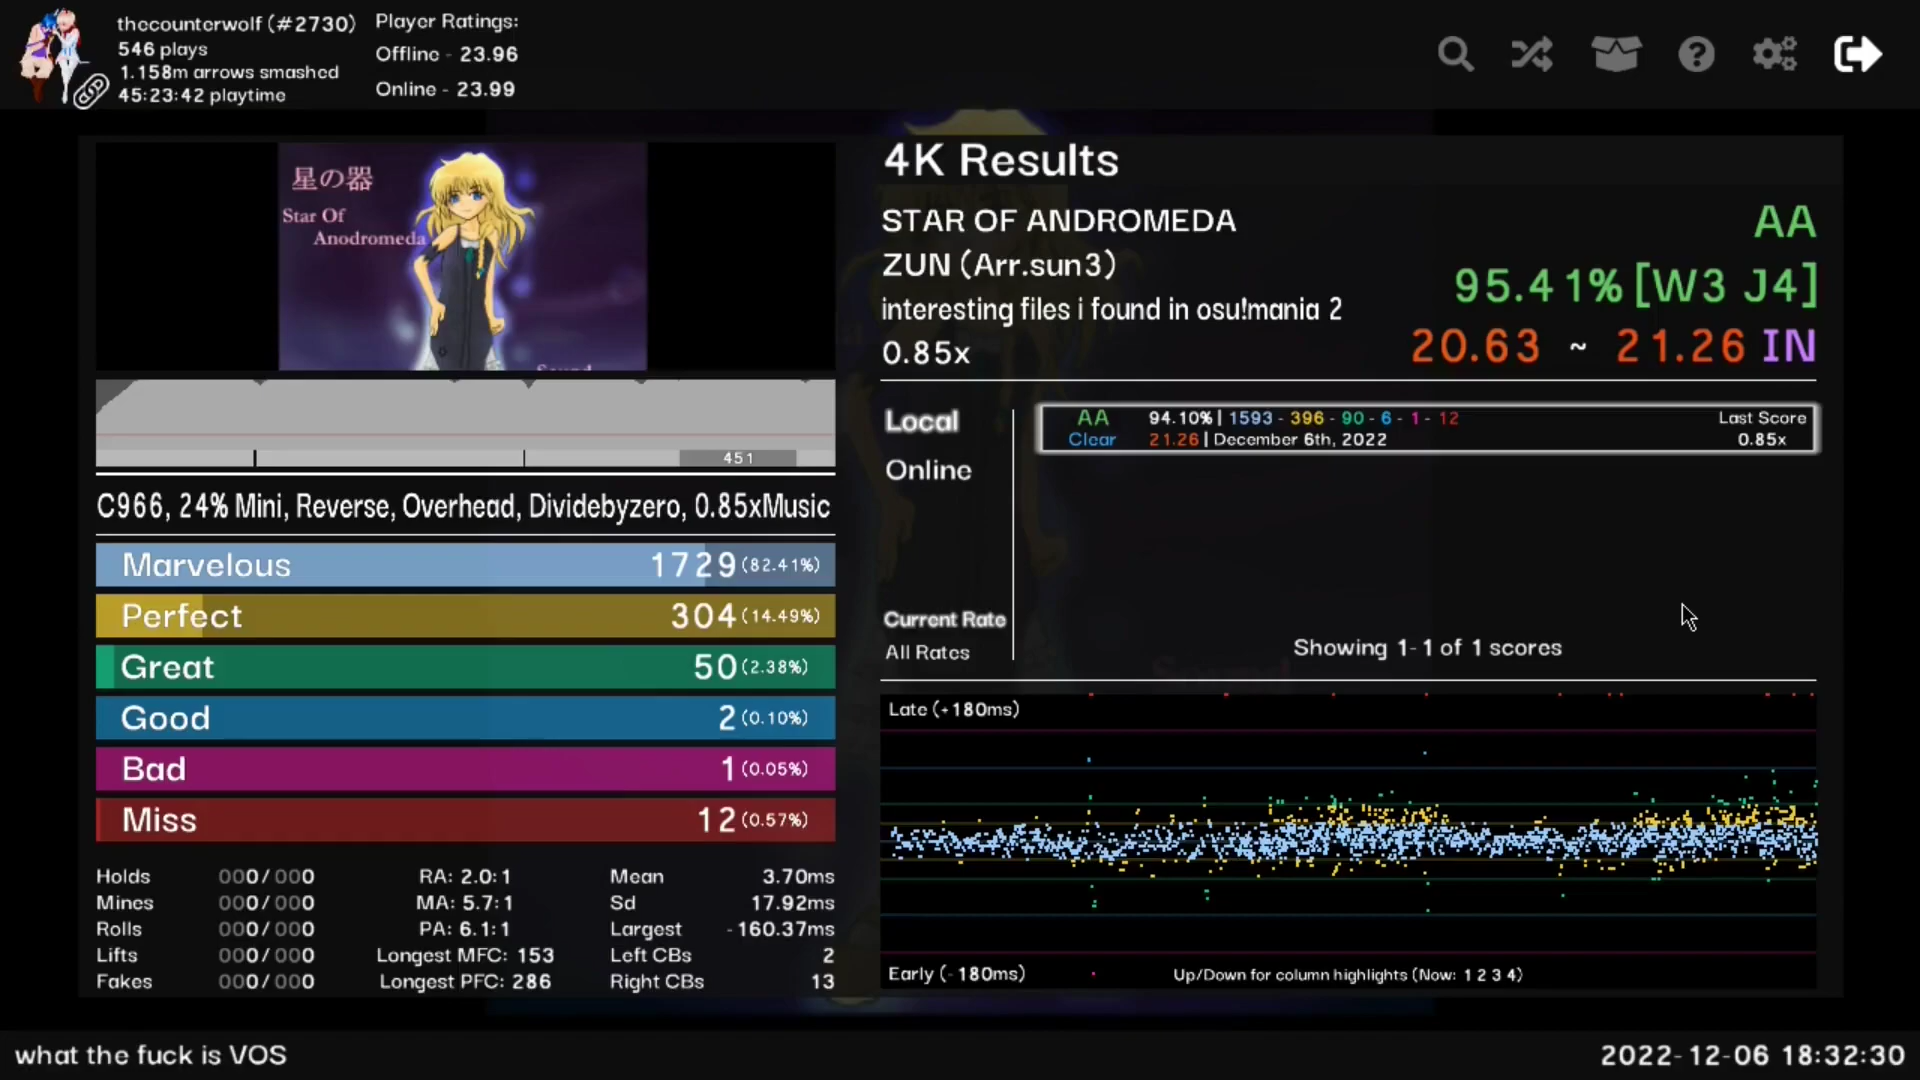 thecounterwolf (#2730)
546 plays
1.158m arrows smashed
45:23:42 playtime
Player Ratings:
Offline - 23.96
Online - 23.99
星の器
Star Of
Anodromeda
Sound
451
C966, 24% Mini, Reverse, Overhead, Dividebyzero, 0.85xMusic
Marvelous 1729 (82.41%)
Perfect 304 (14.49%)
Great 50 (2.38%)
Good 2 (0.10%)
Bad 1 (0.05%)
Miss 12 (0.57%)
Holds 000/000 RA: 2.0:1 Mean 3.70ms
Mines 000/000 MA: 5.7:1 Sd 17.92ms
Rolls 000/000 PA: 6.1:1 Largest -160.37ms
Lifts 000/000 Longest MFC: 153 Left CBs 2
Fakes 000/000 Longest PFC: 286 Right CBs 13
4K Results
STAR OF ANDROMEDA
ZUN (Arr.sun3)
interesting files i found in osu!mania 2
0.85x
AA
95.41% [W3 J4]
20.63 ~ 21.26 IN
Local
Online
Current Rate
All Rates
AA 94.10% | 1593 - 396 - 90 - 6 - 1 - 12 Last Score
Clear 21.26 | December 6th, 2022 0.85x
Showing 1-1 of 1 scores
Late (+180ms)
Early (-180ms) Up/Down for column highlights (Now: 1 2 3 4)
what the fuck is VOS
2022-12-06 18:32:30